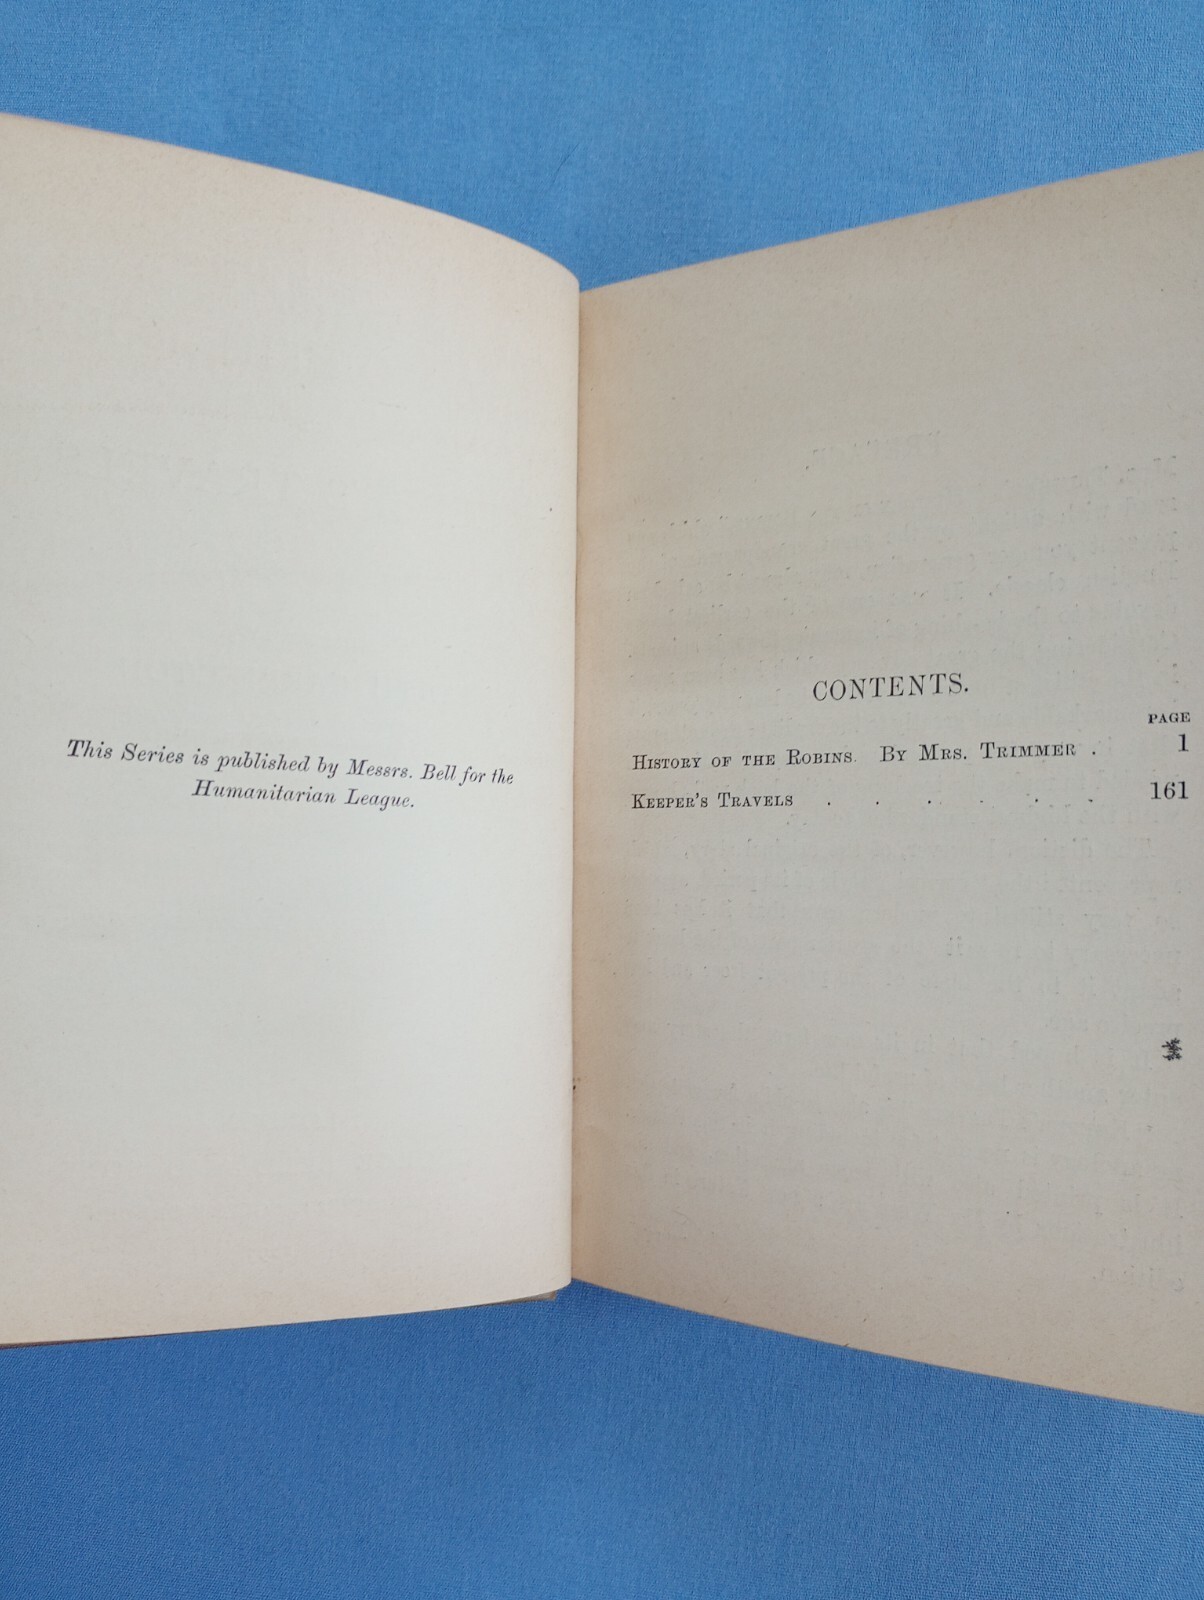 This Series is published by Messrs. Bell for the
Humanitarian League.
CONTENTS.
PAGE
History of the Robins. By Mrs. Trimmer . 1
Keeper's Travels . . . . . . 161